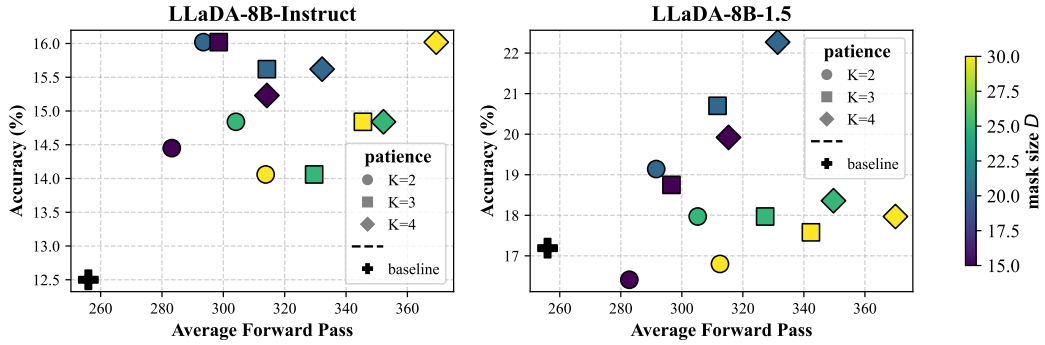 LLaDA-8B-Instruct
16.0
15.5
15.0
14.5
14.0
13.5
13.0
12.5
Accuracy (%)
patience
K=2
K=3
K=4
baseline
260
280
300
320
340
360
Average Forward Pass
LLaDA-8B-1.5
22
21
20
19
18
17
Accuracy (%)
patience
K=2
K=3
K=4
baseline
260
280
300
320
340
360
Average Forward Pass
30.0
27.5
25.0
22.5
20.0
17.5
15.0
mask size D